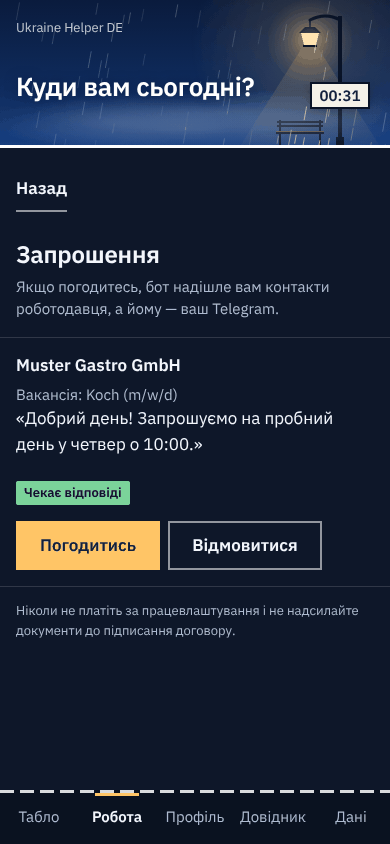 Ukraine Helper DE
Куди вам сьогодні?
00:31
Назад
Запрошення
Якщо погодитесь, бот надішле вам контакти
роботодавця, а йому — ваш Telegram.
Muster Gastro GmbH
Вакансія: Koch (m/w/d)
«Добрий день! Запрошуємо на пробний
день у четвер о 10:00.»
Чекає відповіді
Погодитись
Відмовитися
Ніколи не платіть за працевлаштування і не надсилайте
документи до підписання договору.
Табло
Робота
Профіль
Довідник
Дані